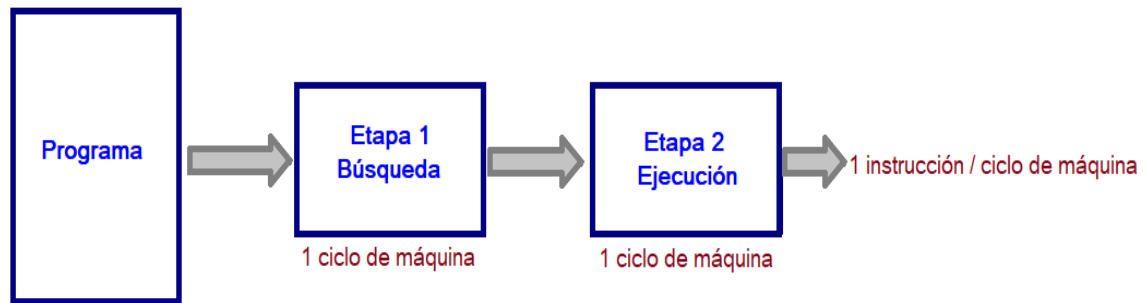 Programa
Etapa 1
Búsqueda
Etapa 2
Ejecución
1 instrucción / ciclo de máquina
1 ciclo de máquina
1 ciclo de máquina